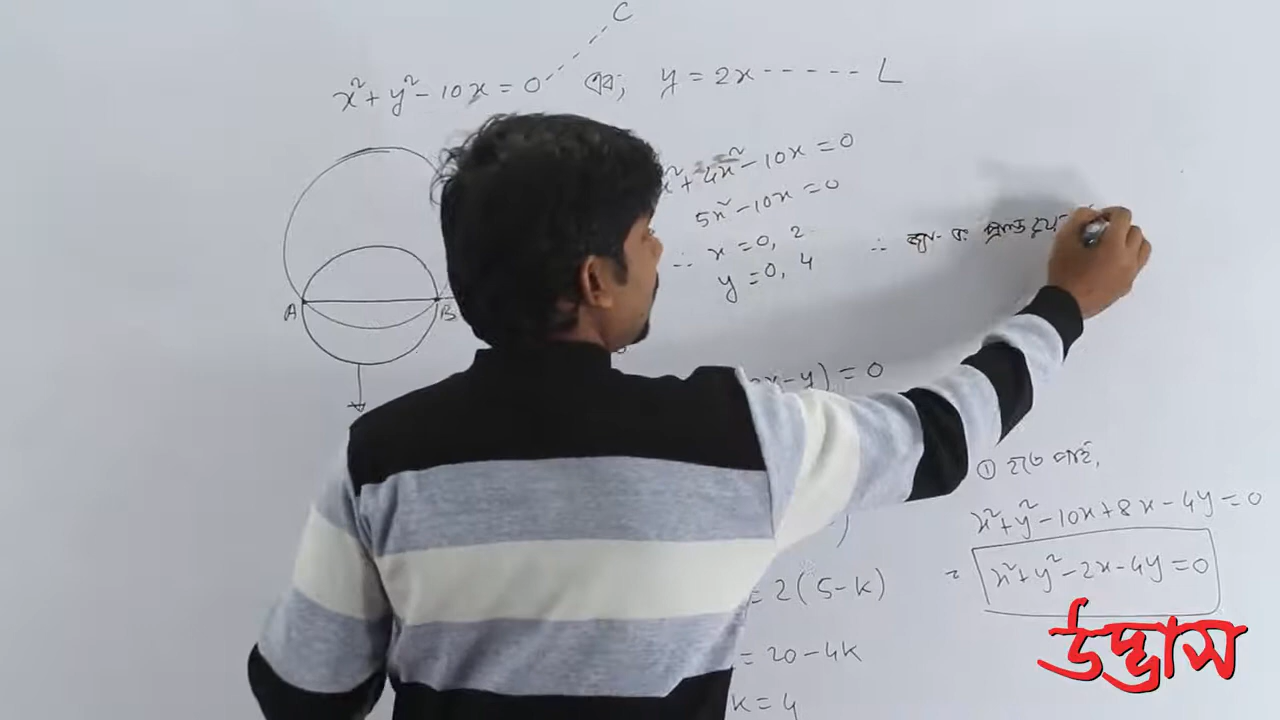 C
x² + y² - 10x = 0 এবং, y = 2x ----- L
x² + 4x² - 10x = 0
5x² - 10x = 0
∴ x = 0, 2
y = 0, 4
∴
A
B
x - y) = 0
① হতে পাই,
x² + y² - 10x + 8x - 4y = 0
= x² + y² - 2x - 4y = 0
)
= 2(5 - k)
= 20 - 4k
k = 4
উদ্ভাস